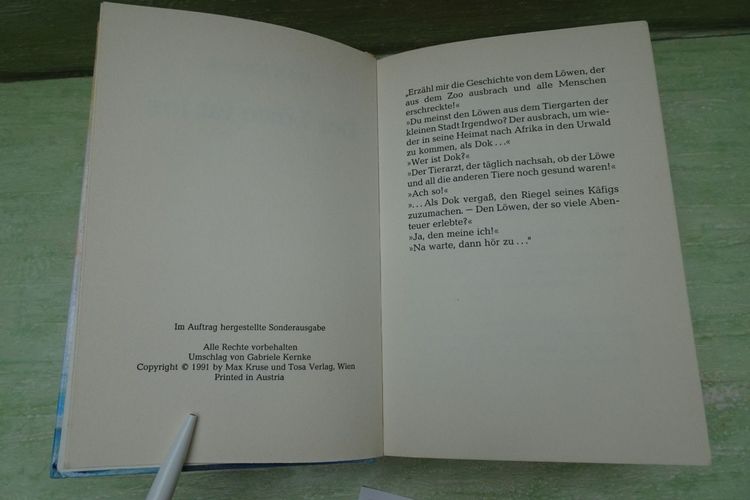 Im Auftrag hergestellte Sonderausgabe
Alle Rechte vorbehalten
Umschlag von Gabriele Kernke
Copyright © 1991 by Max Kruse und Tosa Verlag, Wien
Printed in Austria
„Erzähl mir die Geschichte von dem Löwen, der
aus dem Zoo ausbrach und alle Menschen
erschreckte!«
»Du meinst den Löwen aus dem Tiergarten der
kleinen Stadt Irgendwo? Der ausbrach, um wie-
der in seine Heimat nach Afrika in den Urwald
zu kommen, als Dok . . .«
»Wer ist Dok?«
»Der Tierarzt, der täglich nachsah, ob der Löwe
und all die anderen Tiere noch gesund waren!«
»Ach so!«
». . . Als Dok vergaß, den Riegel seines Käfigs
zuzumachen. — Den Löwen, der so viele Aben-
teuer erlebte?«
»Ja, den meine ich!«
»Na warte, dann hör zu . . .“